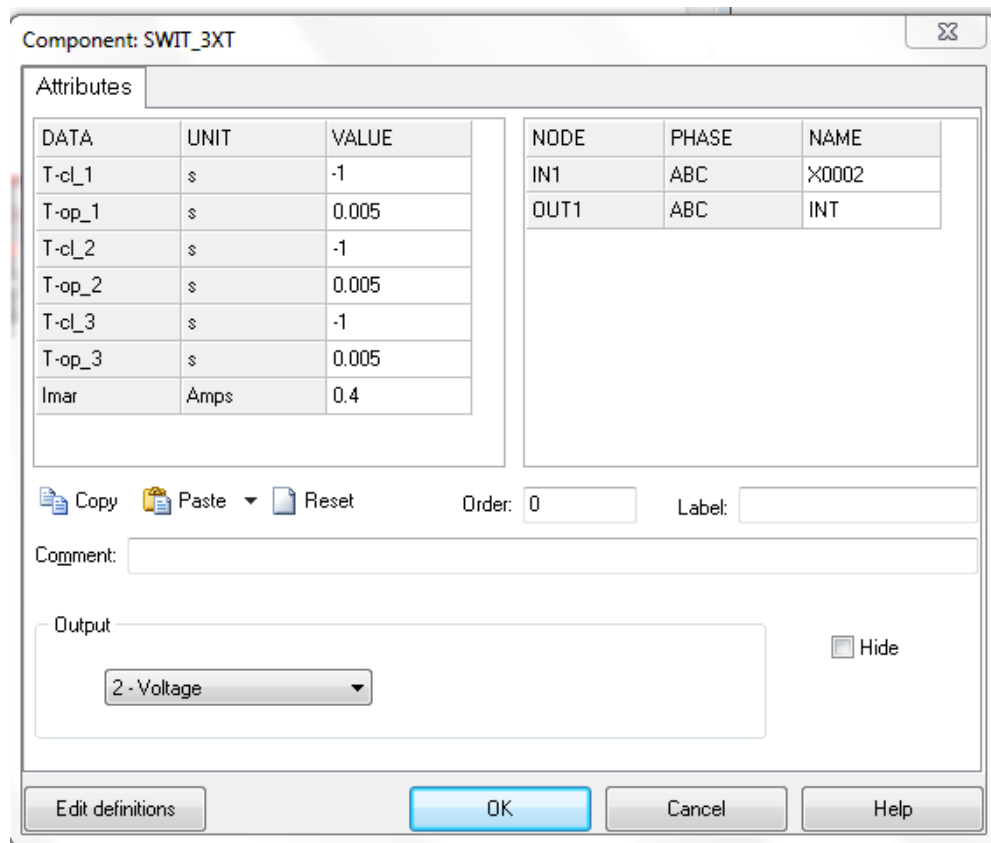 Component: SWIT_3XT
Attributes
DATA UNIT VALUE
T-cl_1 s -1
T-op_1 s 0.005
T-cl_2 s -1
T-op_2 s 0.005
T-cl_3 s -1
T-op_3 s 0.005
Imar Amps 0.4
NODE PHASE NAME
IN1 ABC X0002
OUT1 ABC INT
Copy Paste Reset Order: 0 Label:
Comment:
Output
2 - Voltage
Hide
Edit definitions OK Cancel Help